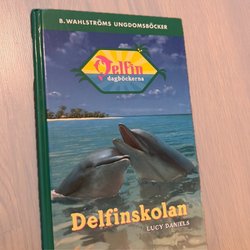 B. WAHLSTRÖMS UNGDOMSBÖCKER
Delfin
dagböckerna
Delfinskolan
LUCY DANIELS